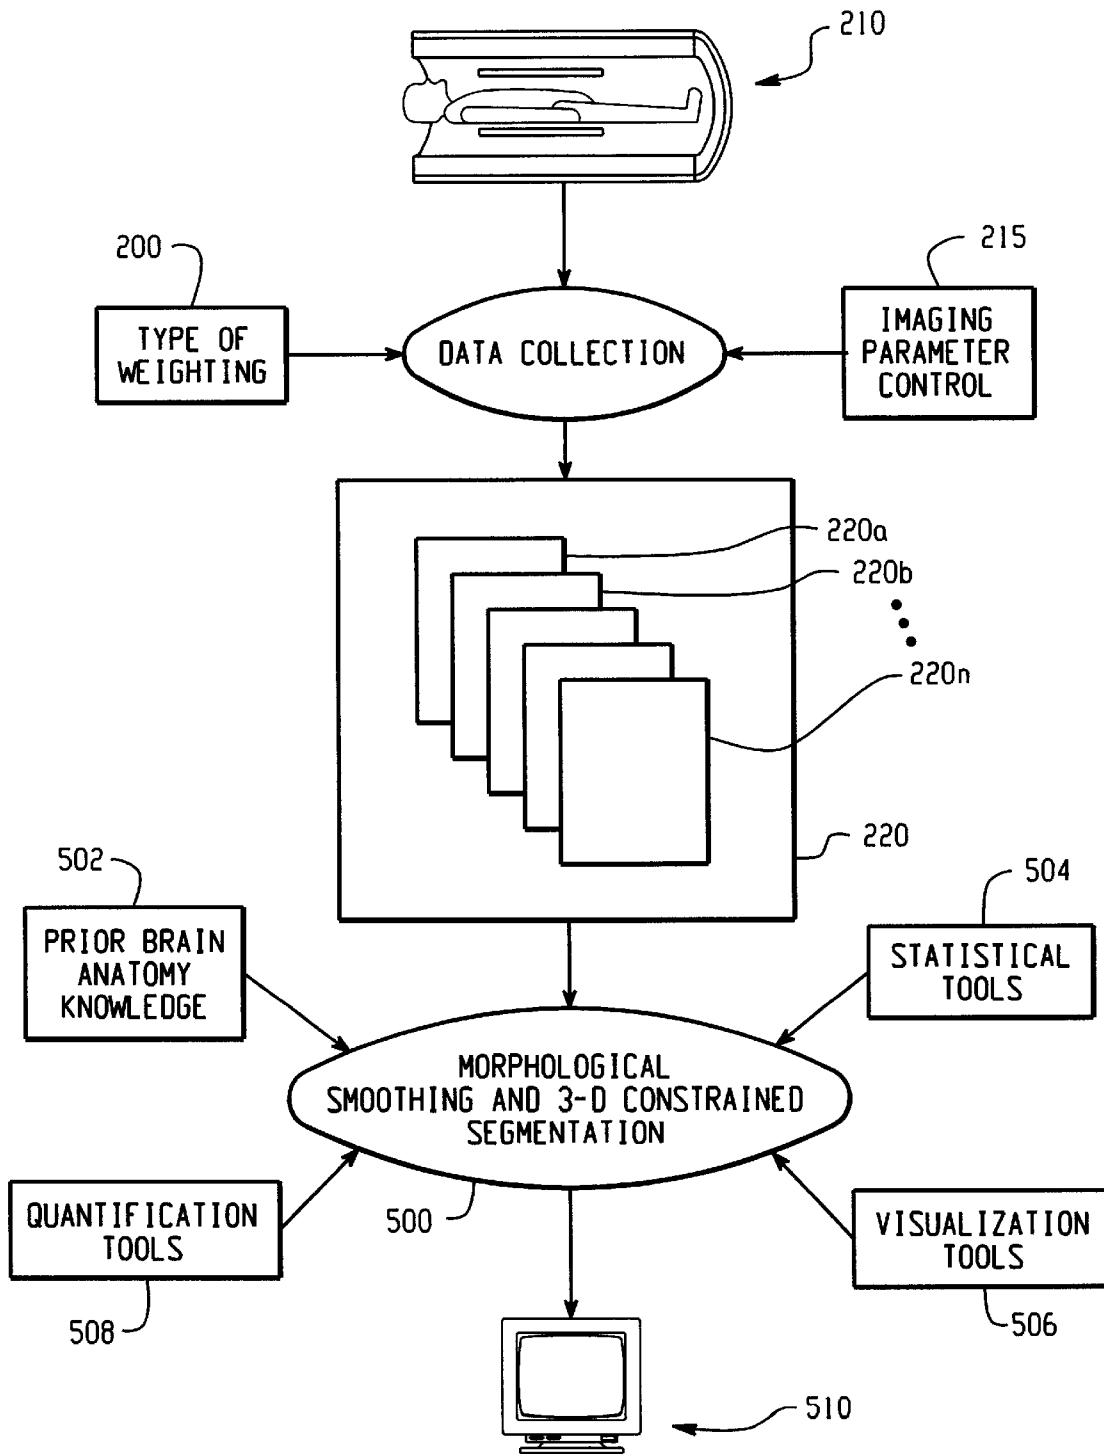 210
200
215
TYPE OF
WEIGHTING
DATA COLLECTION
IMAGING
PARAMETER
CONTROL
220a
220b
220n
220
502
504
PRIOR BRAIN
ANATOMY
KNOWLEDGE
STATISTICAL
TOOLS
MORPHOLOGICAL
SMOOTHING AND 3-D CONSTRAINED
SEGMENTATION
500
QUANTIFICATION
TOOLS
VISUALIZATION
TOOLS
508
506
510